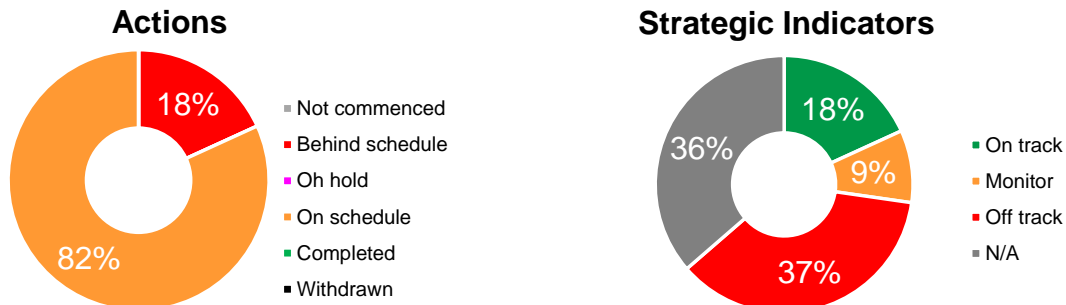 Actions
18%
82%
Not commenced
Behind schedule
Oh hold
On schedule
Completed
Withdrawn
Strategic Indicators
18%
9%
37%
36%
On track
Monitor
Off track
N/A